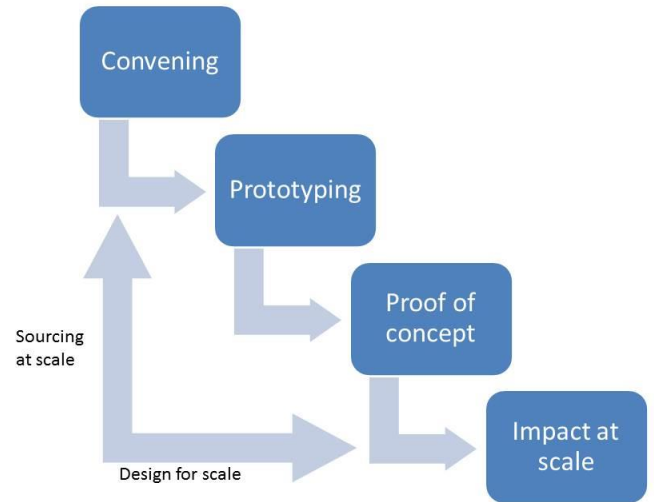 Convening
Prototyping
Proof of
concept
Impact at
scale
Sourcing
at scale
Design for scale